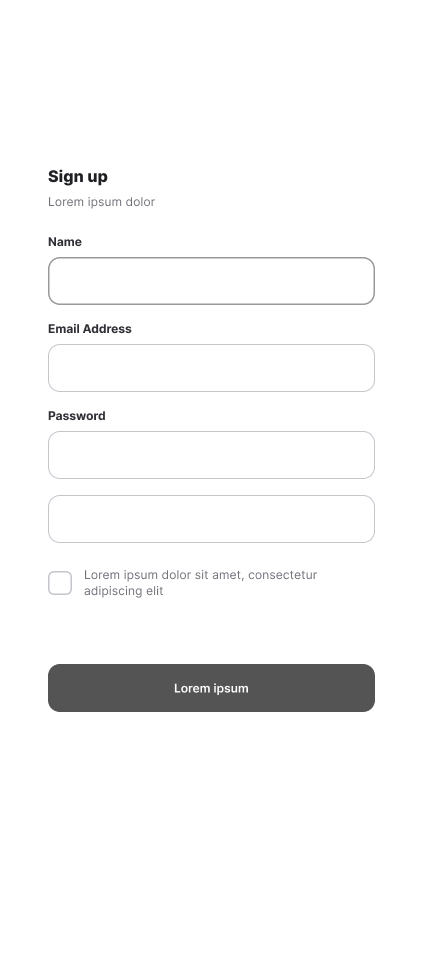 Sign up
Lorem ipsum dolor
Name
Email Address
Password
Lorem ipsum dolor sit amet, consectetur
adipiscing elit
Lorem ipsum